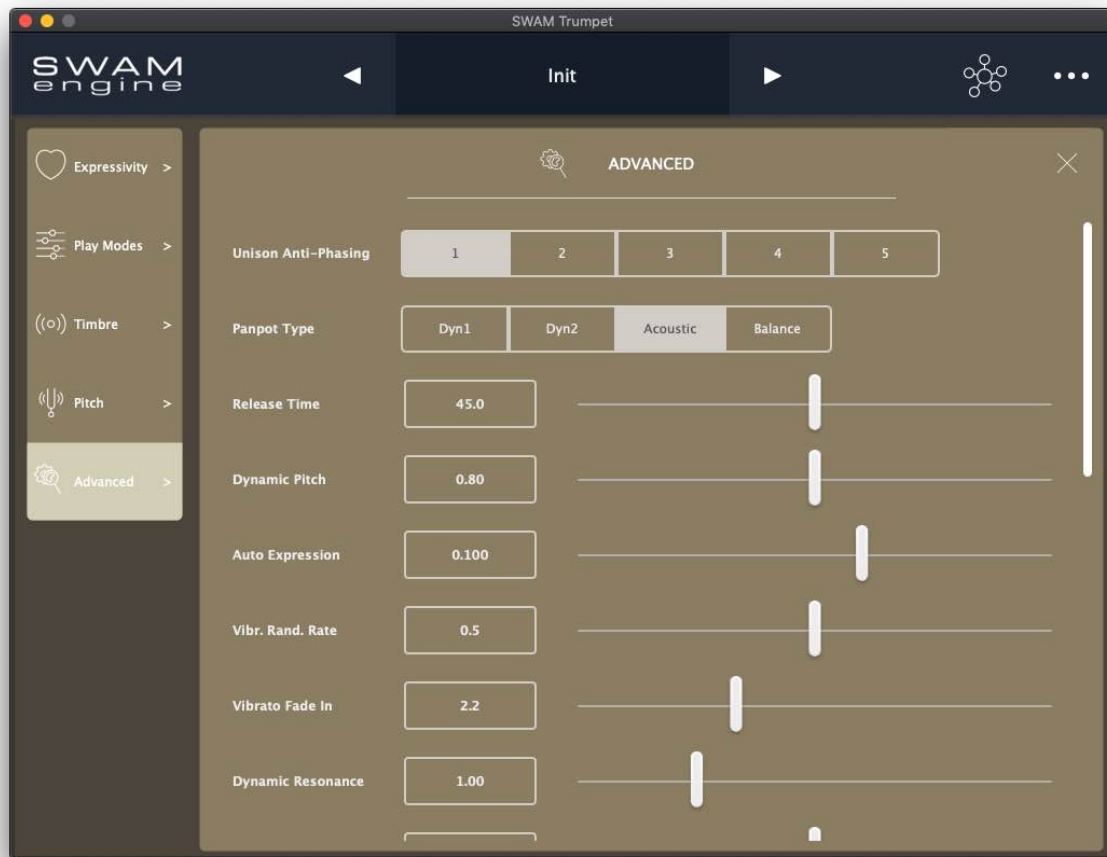 SWAM Trumpet
SWAM
engine
Init
Expressivity >
Play Modes >
Timbre >
Pitch >
Advanced >
ADVANCED
Unison Anti-Phasing 1 2 3 4 5
Panpot Type Dyn1 Dyn2 Acoustic Balance
Release Time 45.0
Dynamic Pitch 0.80
Auto Expression 0.100
Vibr. Rand. Rate 0.5
Vibrato Fade In 2.2
Dynamic Resonance 1.00